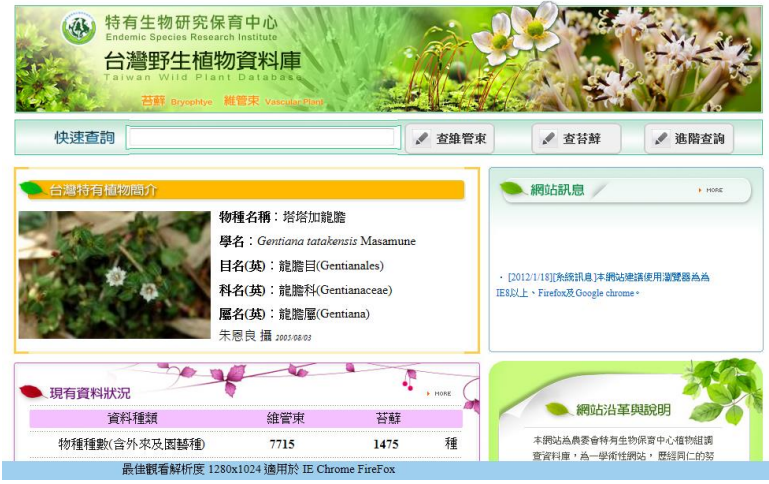 特有生物研究保育中心
Endemic Species Research Institute
台灣野生植物資料庫
Taiwan Wild Plant Database
苔蘚 Bryophtye 維管束 Vascular Plant
快速查詢 查維管束 查苔蘚 進階查詢
台灣特有植物簡介
物種名稱：塔塔加龍膽
學名：Gentiana tatakensis Masamune
目名(英)：龍膽目(Gentianales)
科名(英)：龍膽科(Gentianaceae)
屬名(英)：龍膽屬(Gentiana)
朱恩良 攝 2005/08/03
網站訊息 MORE
· [2012/1/18][系統訊息]本網站建議使用瀏覽器為為
IE8以上、Firefox及Google chrome。
現有資料狀況 MORE
資料種類 維管束 苔蘚
物種種數(含外來及園藝種) 7715 1475 種
網站沿革與說明
本網站為農委會特有生物保育中心植物組調
查資料庫，為一學術性網站， 歷經同仁的努
最佳觀看解析度 1280x1024 適用於 IE Chrome FireFox